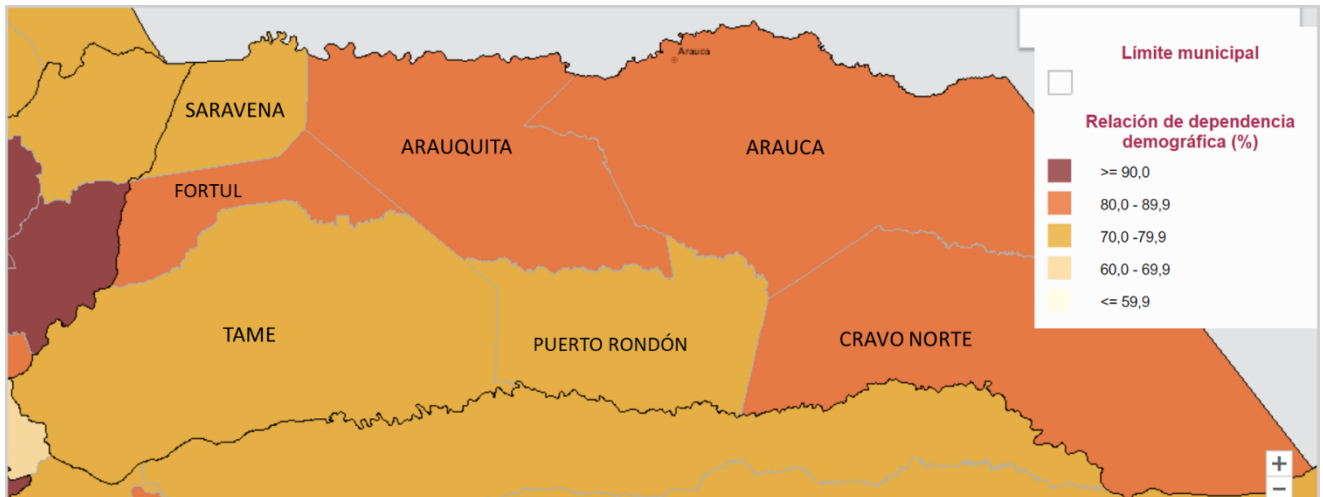 Arauca
SARAVENA
ARAUQUITA
ARAUCA
FORTUL
TAME
PUERTO RONDÓN
CRAVO NORTE
Límite municipal
Relación de dependencia
demográfica (%)
>= 90,0
80,0 - 89,9
70,0 -79,9
60,0 - 69,9
<= 59,9
+
−